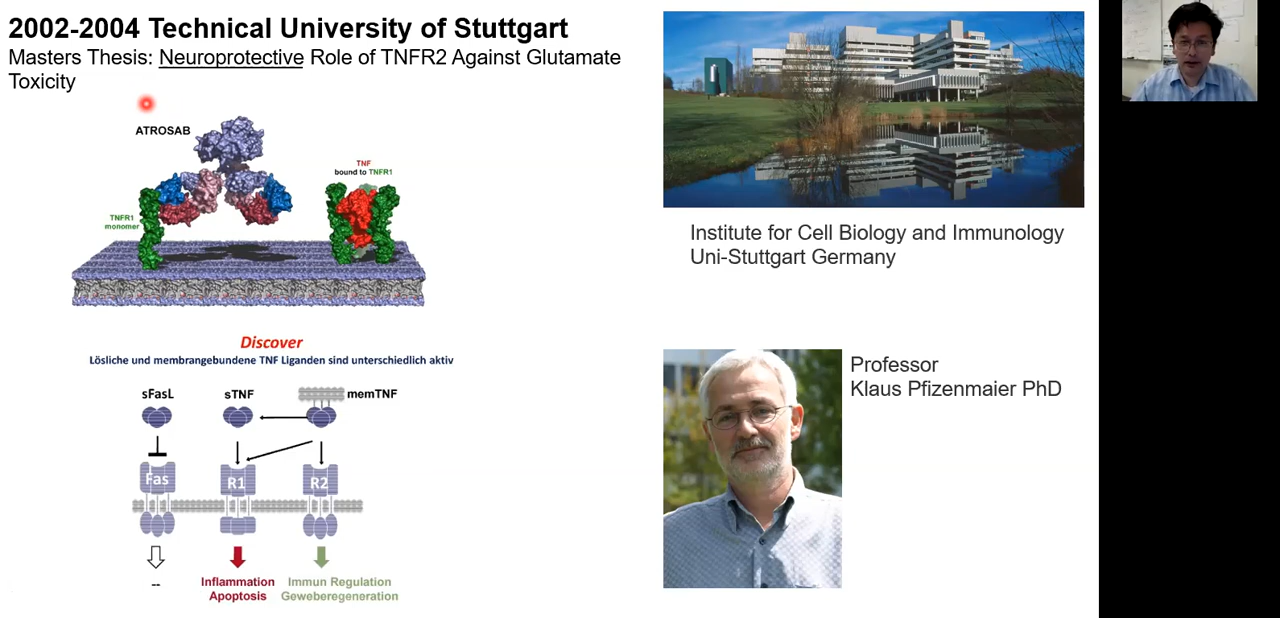 2002-2004 Technical University of Stuttgart
Masters Thesis: Neuroprotective Role of TNFR2 Against Glutamate
Toxicity
ATROSAB
TNF
bound to TNFR1
TNFR1
monomer
Discover
Lösliche und membrangebundene TNF Liganden sind unterschiedlich aktiv
sFasL
sTNF
memTNF
Fas
R1
R2
--
Inflammation
Apoptosis
Immun Regulation
Geweberegeneration
Institute for Cell Biology and Immunology
Uni-Stuttgart Germany
Professor
Klaus Pfizenmaier PhD